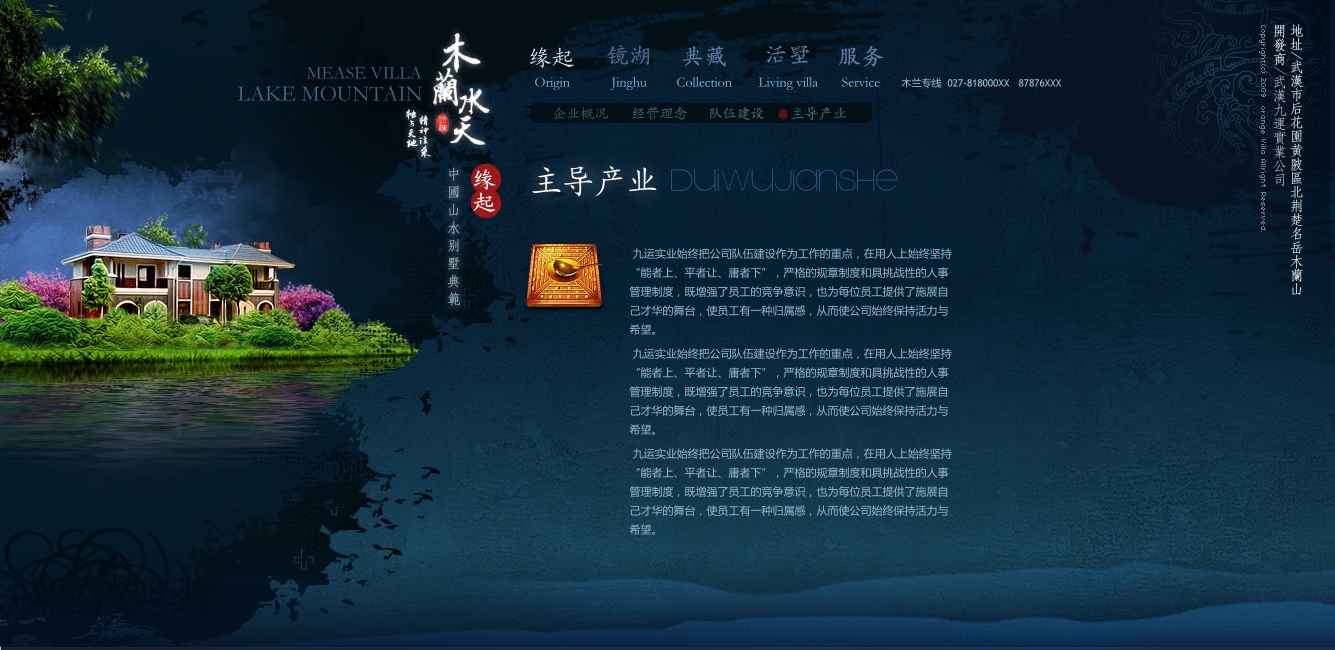 MEASE VILLA
LAKE MOUNTAIN
木蘭水天
精神註策
独与天地
中國山水别墅典範
缘起
缘起 镜湖 典藏 活墅 服务
Origin Jinghu Collection Living villa Service
木兰专线 027-818000XX 87876XXX
企业概况 经营理念 队伍建设 主导产业
主导产业 DUIWUJIANSHE
九运实业始终把公司队伍建设作为工作的重点，在用人上始终坚持
“能者上、平者让、庸者下”，严格的规章制度和具挑战性的人事
管理制度，既增强了员工的竞争意识，也为每位员工提供了施展自
己才华的舞台，使员工有一种归属感，从而使公司始终保持活力与
希望。
九运实业始终把公司队伍建设作为工作的重点，在用人上始终坚持
“能者上、平者让、庸者下”，严格的规章制度和具挑战性的人事
管理制度，既增强了员工的竞争意识，也为每位员工提供了施展自
己才华的舞台，使员工有一种归属感，从而使公司始终保持活力与
希望。
九运实业始终把公司队伍建设作为工作的重点，在用人上始终坚持
“能者上、平者让、庸者下”，严格的规章制度和具挑战性的人事
管理制度，既增强了员工的竞争意识，也为每位员工提供了施展自
己才华的舞台，使员工有一种归属感，从而使公司始终保持活力与
希望。
地址/武漢市后花園黄陂區北荆楚名岳木蘭山
開發商/武漢九運實業公司
Copyright(c) 2009 orange Villa Allright Reserved.